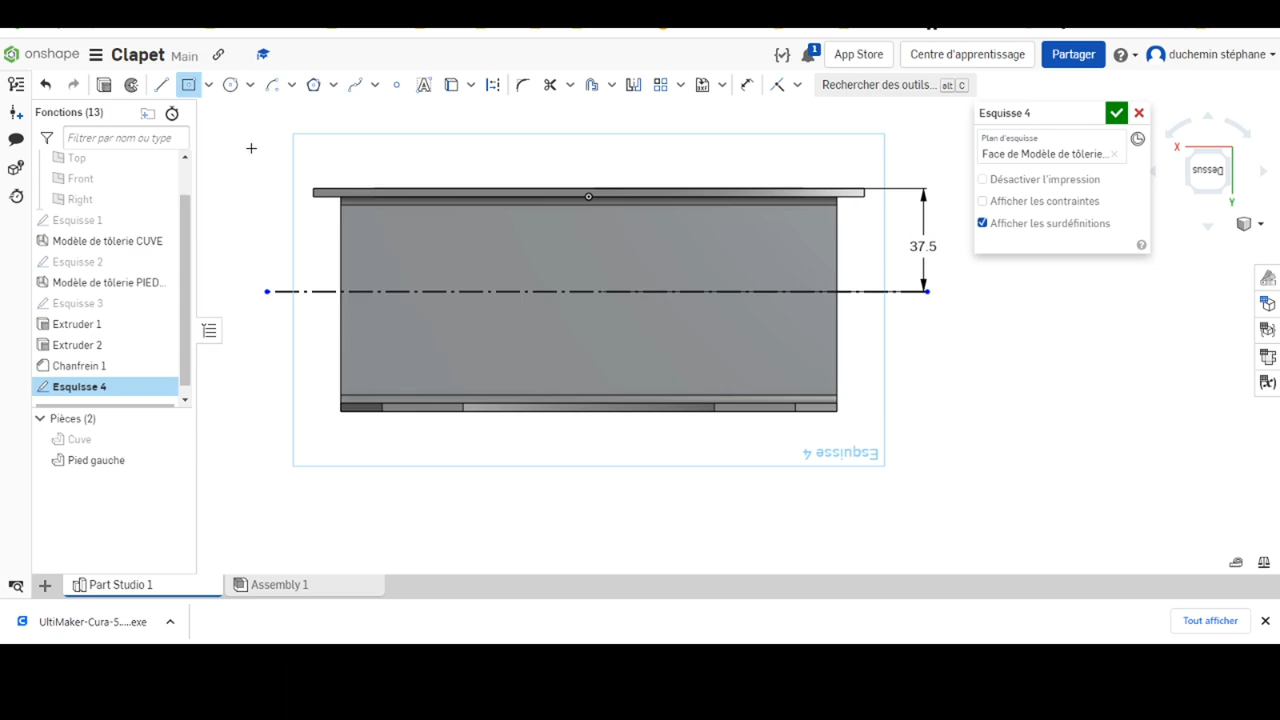 onshape Clapet Main 1 App Store Centre d'apprentissage Partager duchemin stéphane
Rechercher des outils... alt C
Fonctions (13)
Filtrer par nom ou type
Top
Front
Right
Esquisse 1
Modèle de tôlerie CUVE
Esquisse 2
Modèle de tôlerie PIED...
Esquisse 3
Extruder 1
Extruder 2
Chanfrein 1
Esquisse 4
Pièces (2)
Cuve
Pied gauche
37.5
Esquisse 4
Esquisse 4
Plan d'esquisse
Face de Modèle de tôlerie...
Désactiver l'impression
Afficher les contraintes
Afficher les surdéfinitions
X
Dessus
Y
Part Studio 1
Assembly 1
UltiMaker-Cura-5.....exe
Tout afficher